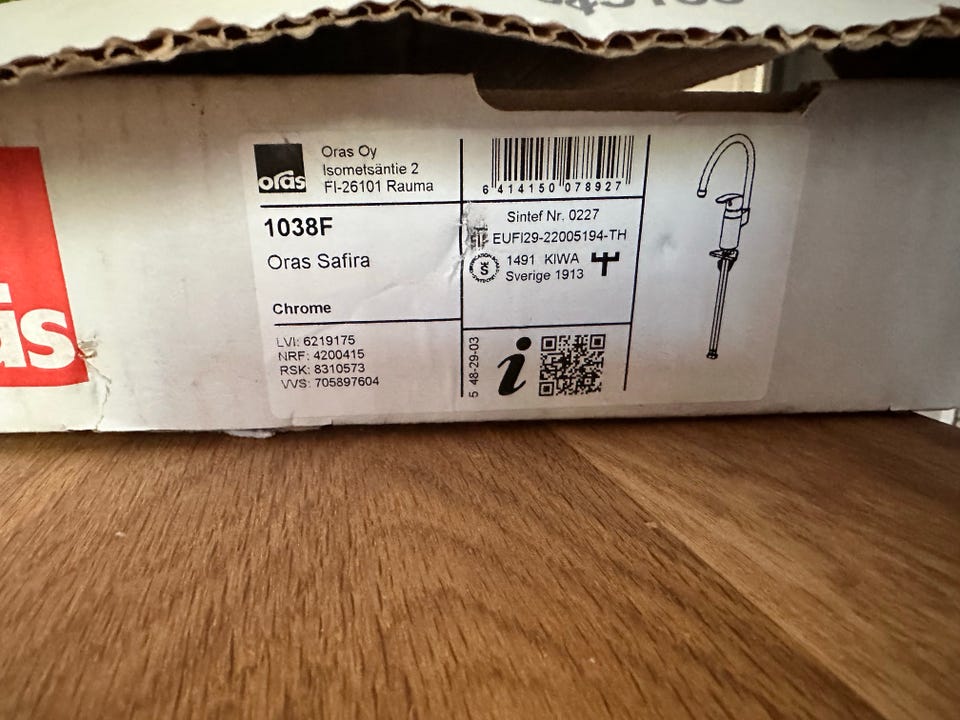 oras
Oras Oy
Isometsäntie 2
FI-26101 Rauma
1038F
Oras Safira
Chrome
LVI: 6219175
NRF: 4200415
RSK: 8310573
VVS: 705897604
6 414150 078927
Sintef Nr. 0227
EUFI29-22005194-TH
1491 KIWA
Sverige 1913
5 48-29-03
i
as